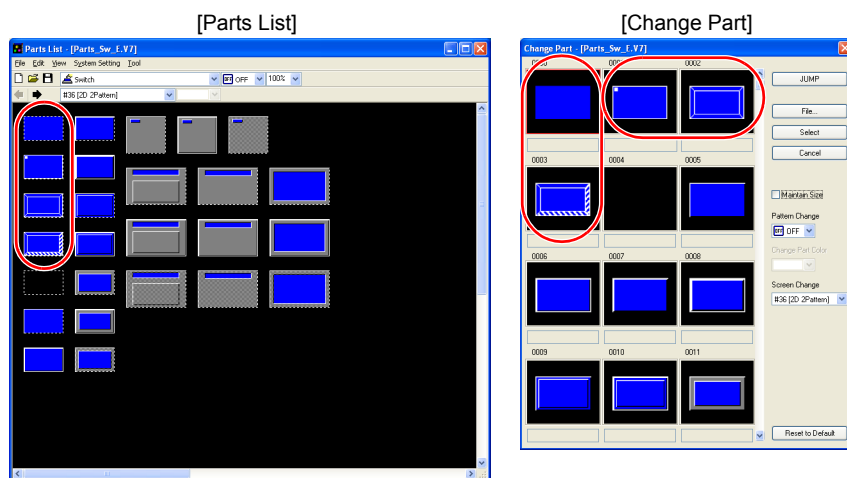 [Parts List]
[Change Part]
Parts List - [Parts_Sw_E.V7]
File Edit View System Setting Tool
Switch
OFF OFF
100%
#36 [2D 2Pattern]
Change Part - [Parts_Sw_E.V7]
0002
JUMP
File...
Select
Cancel
0003 0004 0005
Maintain Size
Pattern Change
OFF OFF
Change Part Color
0006 0007 0008
Screen Change
#36 [2D 2Pattern]
0009 0010 0011
Reset to Default